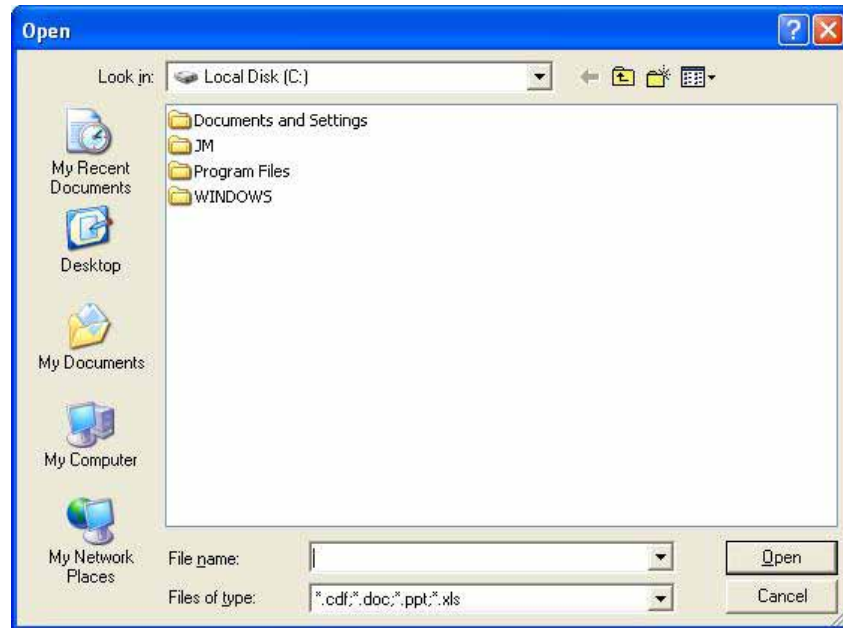 Open
Look in:
Local Disk (C:)
Documents and Settings
JM
Program Files
WINDOWS
My Recent
Documents
Desktop
My Documents
My Computer
My Network
Places
File name:
Open
Files of type:
*.cdf;*.doc;*.ppt;*.xls
Cancel